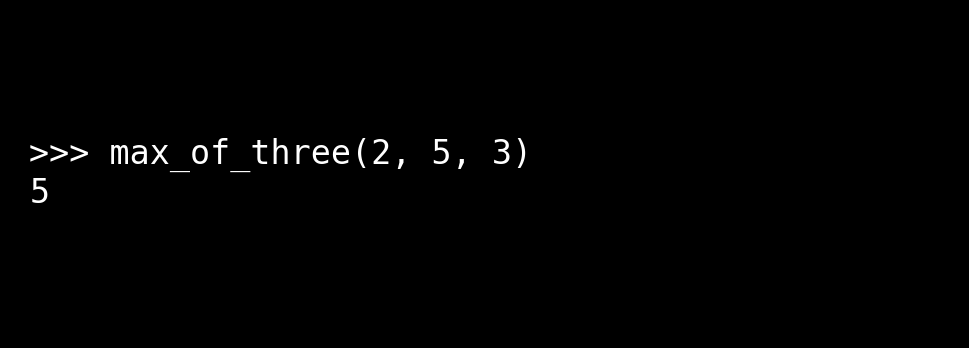 >>> max_of_three(2, 5, 3)
5